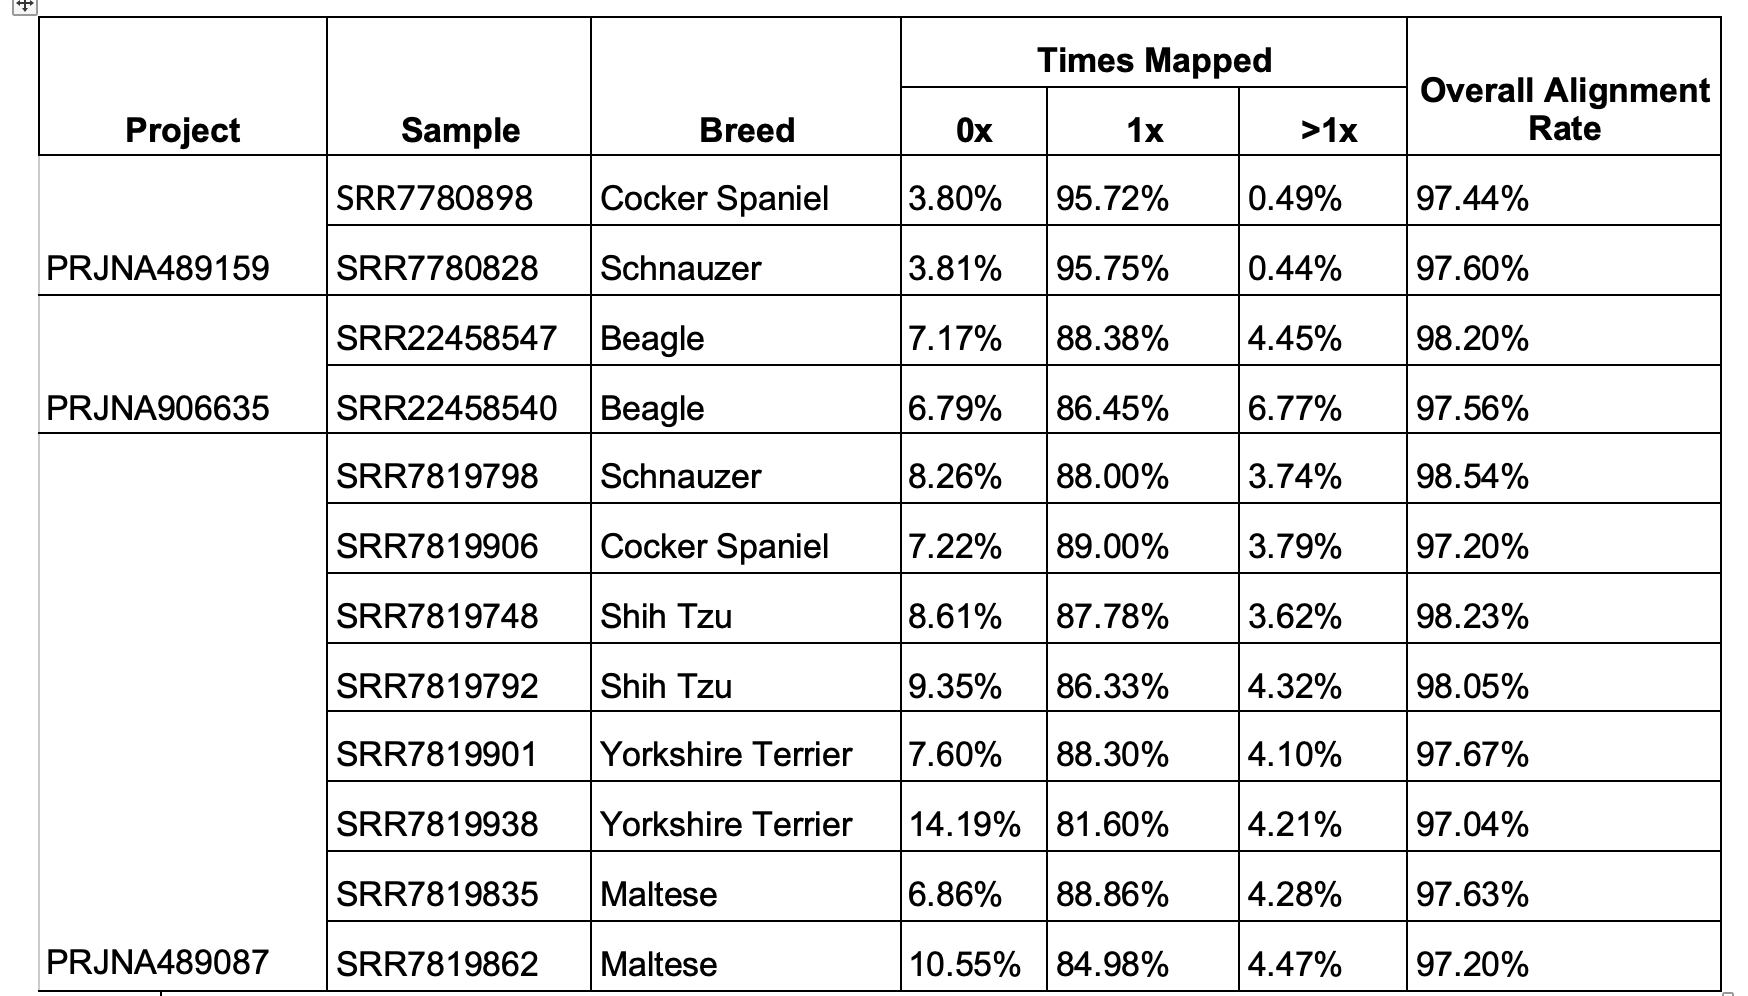 Times Mapped
Overall Alignment
Rate
Project Sample Breed 0x 1x >1x
SRR7780898 Cocker Spaniel 3.80% 95.72% 0.49% 97.44%
PRJNA489159 SRR7780828 Schnauzer 3.81% 95.75% 0.44% 97.60%
SRR22458547 Beagle 7.17% 88.38% 4.45% 98.20%
PRJNA906635 SRR22458540 Beagle 6.79% 86.45% 6.77% 97.56%
SRR7819798 Schnauzer 8.26% 88.00% 3.74% 98.54%
SRR7819906 Cocker Spaniel 7.22% 89.00% 3.79% 97.20%
SRR7819748 Shih Tzu 8.61% 87.78% 3.62% 98.23%
SRR7819792 Shih Tzu 9.35% 86.33% 4.32% 98.05%
SRR7819901 Yorkshire Terrier 7.60% 88.30% 4.10% 97.67%
SRR7819938 Yorkshire Terrier 14.19% 81.60% 4.21% 97.04%
SRR7819835 Maltese 6.86% 88.86% 4.28% 97.63%
PRJNA489087 SRR7819862 Maltese 10.55% 84.98% 4.47% 97.20%